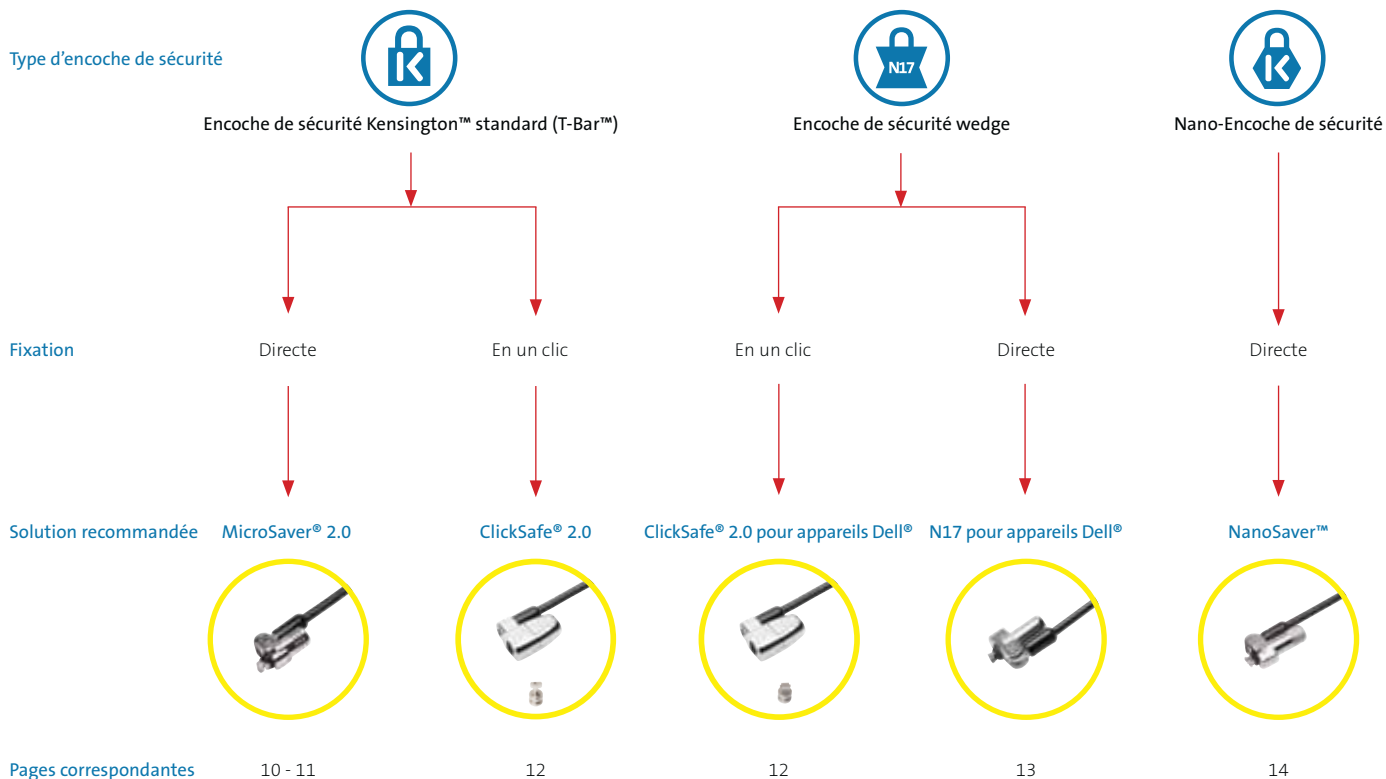 Type d’encoche de sécurité
K
N17
K
Encoche de sécurité Kensington™ standard (T-Bar™)
Encoche de sécurité wedge
Nano-Encoche de sécurité
Fixation
Directe
En un clic
En un clic
Directe
Directe
Solution recommandée
MicroSaver® 2.0
ClickSafe® 2.0
ClickSafe® 2.0 pour appareils Dell®
N17 pour appareils Dell®
NanoSaver™
Pages correspondantes
10 - 11
12
12
13
14